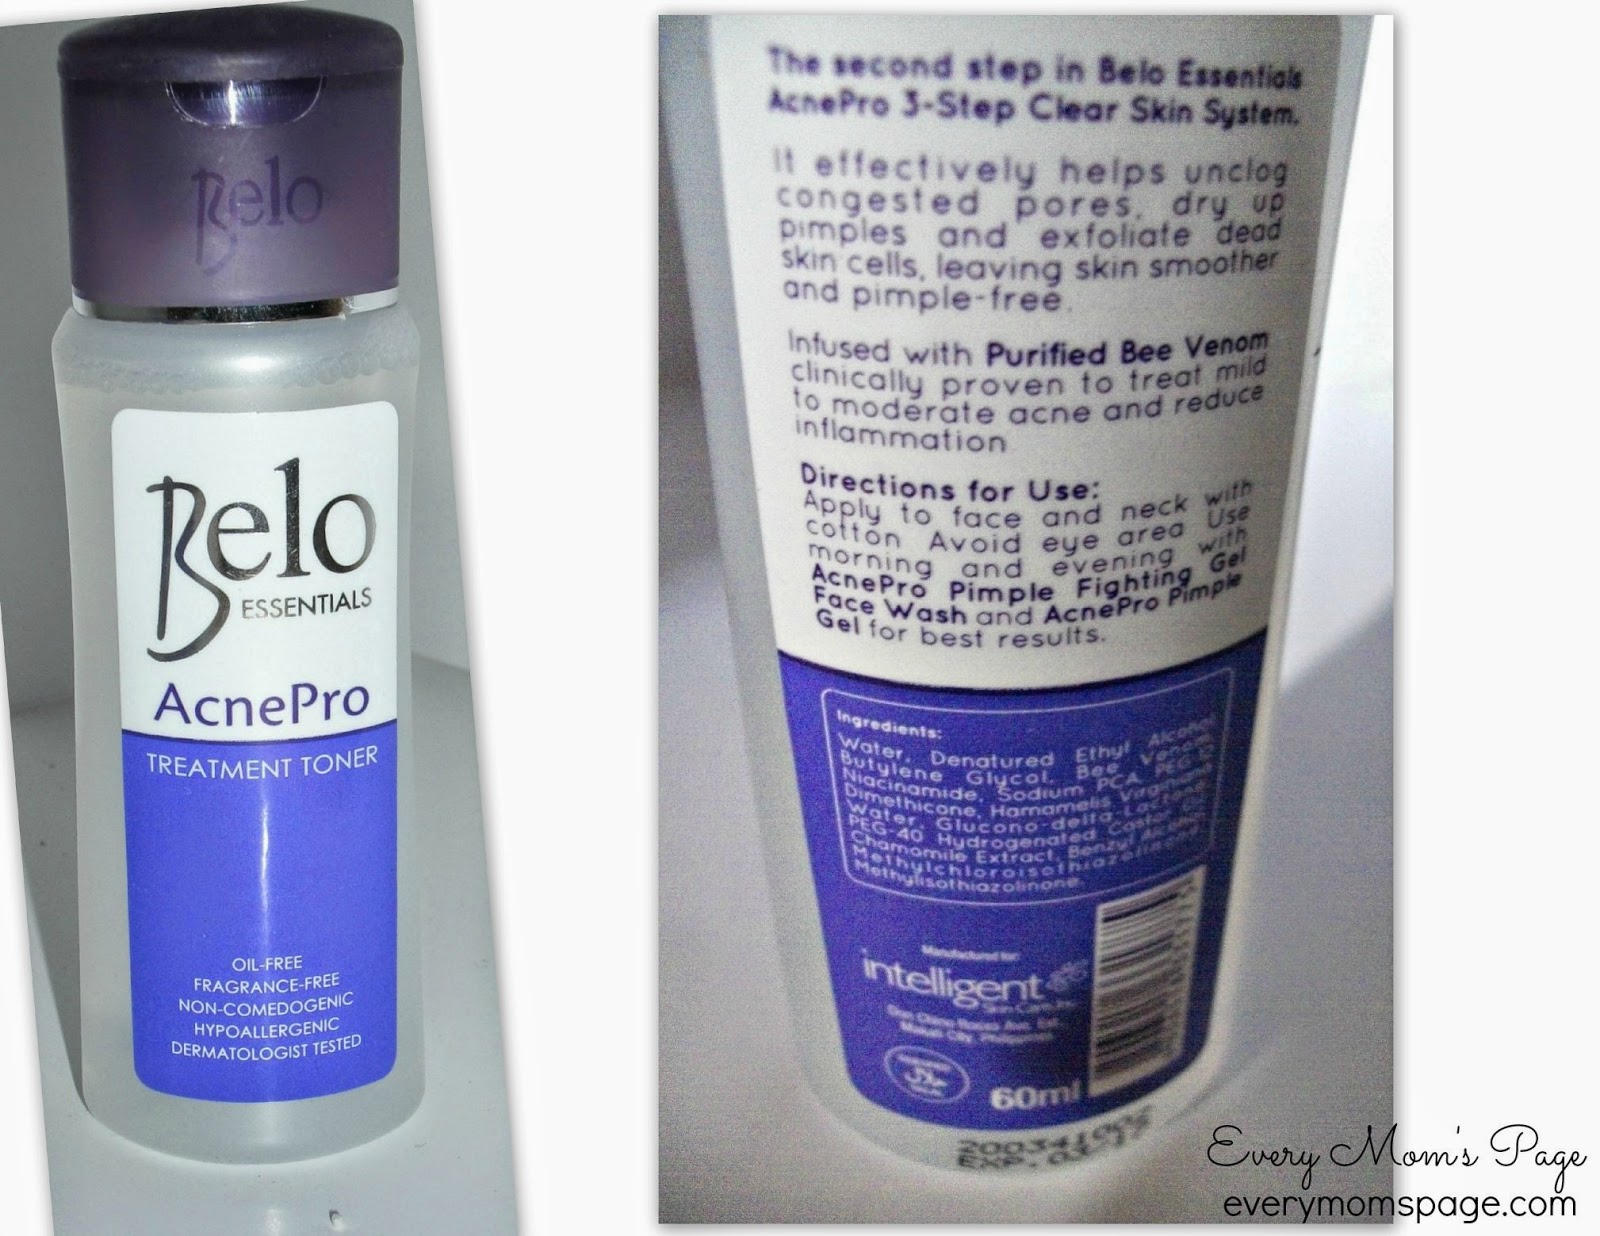 Belo
Belo
ESSENTIALS
AcnePro
TREATMENT TONER
OIL-FREE
FRAGRANCE-FREE
NON-COMEDOGENIC
HYPOALLERGENIC
DERMATOLOGIST TESTED
The second step in Belo Essentials
AcnePro 3-Step Clear Skin System.
It effectively helps unclog
congested pores, dry up
pimples and exfoliate dead
skin cells, leaving skin smoother
and pimple-free.
Infused with Purified Bee Venom
clinically proven to treat mild
to moderate acne and reduce
inflammation
Directions for Use:
Apply to face and neck with
cotton. Avoid eye area. Use
morning and evening with
AcnePro Pimple Fighting Gel
Face Wash and AcnePro Pimple
Gel for best results.
Ingredients:
Water, Denatured Ethyl Alcohol,
Butylene Glycol, Bee Venom,
Niacinamide, Sodium PCA,
Dimethicone, Hamamelis Virginiana
Water, Glucono-delta-Lactone,
PEG-40 Hydrogenated Castor Oil,
Chamomile Extract, Benzyl Alcohol,
Methylchloroisothiazolinone,
Methylisothiazolinone.
Manufactured for:
intelligent
Makati City, Philippines
60ml
EXP.
Every Mom's Page
everymomspage.com